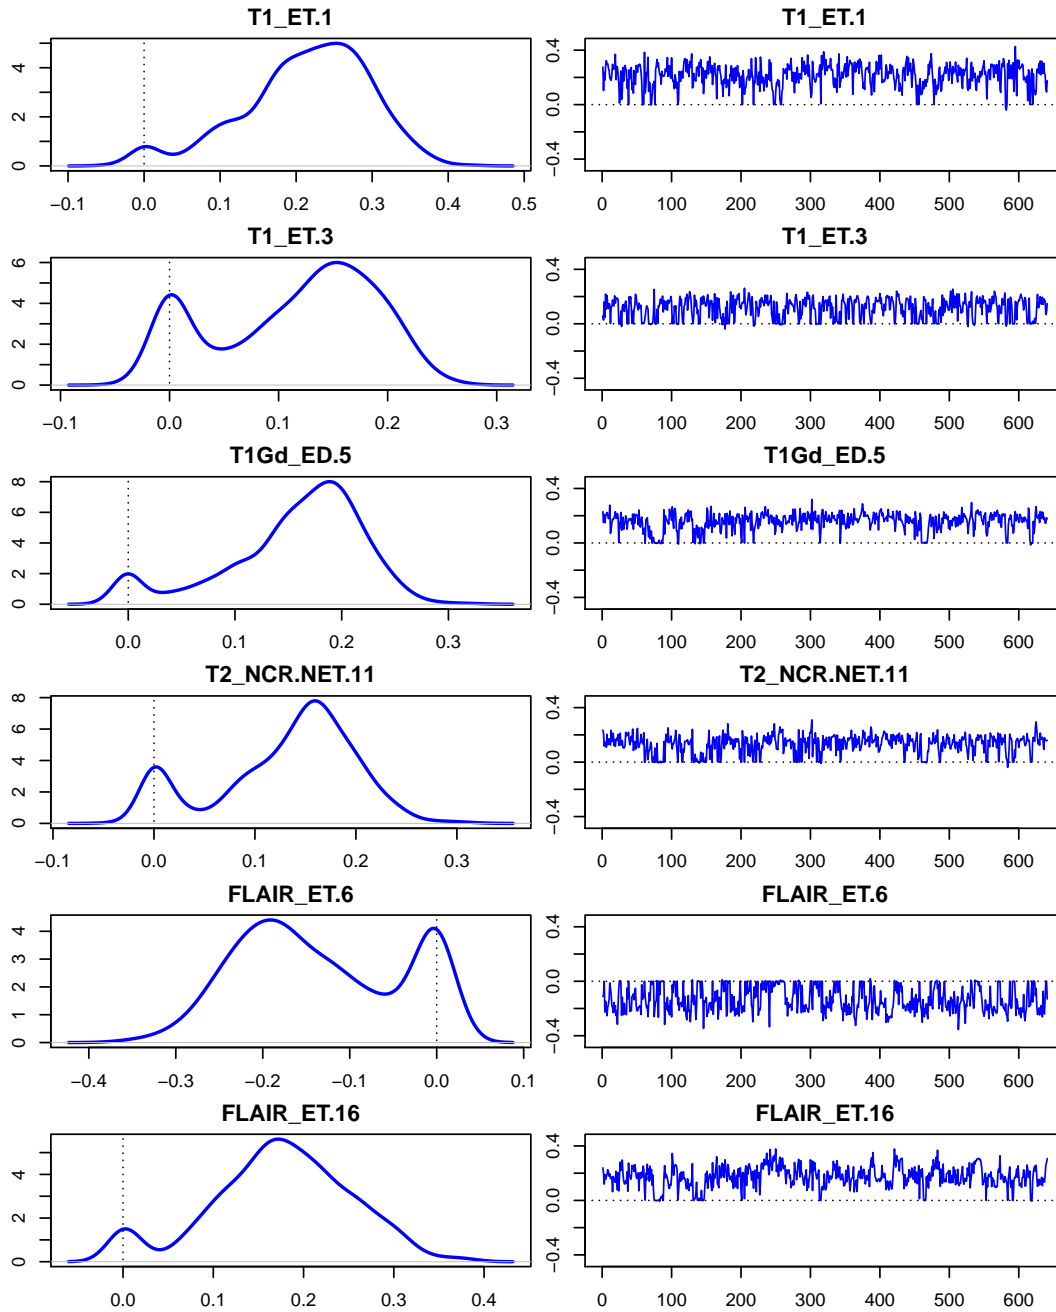 T1_ET.1 T1_ET.1
0 2 4 −0.4 0.0 0.4
−0.1 0.0 0.1 0.2 0.3 0.4 0.5 0 100 200 300 400 500 600
T1_ET.3 T1_ET.3
0 2 4 6 −0.4 0.0 0.4
−0.1 0.0 0.1 0.2 0.3 0 100 200 300 400 500 600
T1Gd_ED.5 T1Gd_ED.5
0 2 4 6 8 −0.4 0.0 0.4
0.0 0.1 0.2 0.3 0 100 200 300 400 500 600
T2_NCR.NET.11 T2_NCR.NET.11
0 2 4 6 8 −0.4 0.0 0.4
−0.1 0.0 0.1 0.2 0.3 0 100 200 300 400 500 600
FLAIR_ET.6 FLAIR_ET.6
0 1 2 3 4 −0.4 0.0 0.4
−0.4 −0.3 −0.2 −0.1 0.0 0.1 0 100 200 300 400 500 600
FLAIR_ET.16 FLAIR_ET.16
0 2 4 −0.4 0.0 0.4
0.0 0.1 0.2 0.3 0.4 0 100 200 300 400 500 600